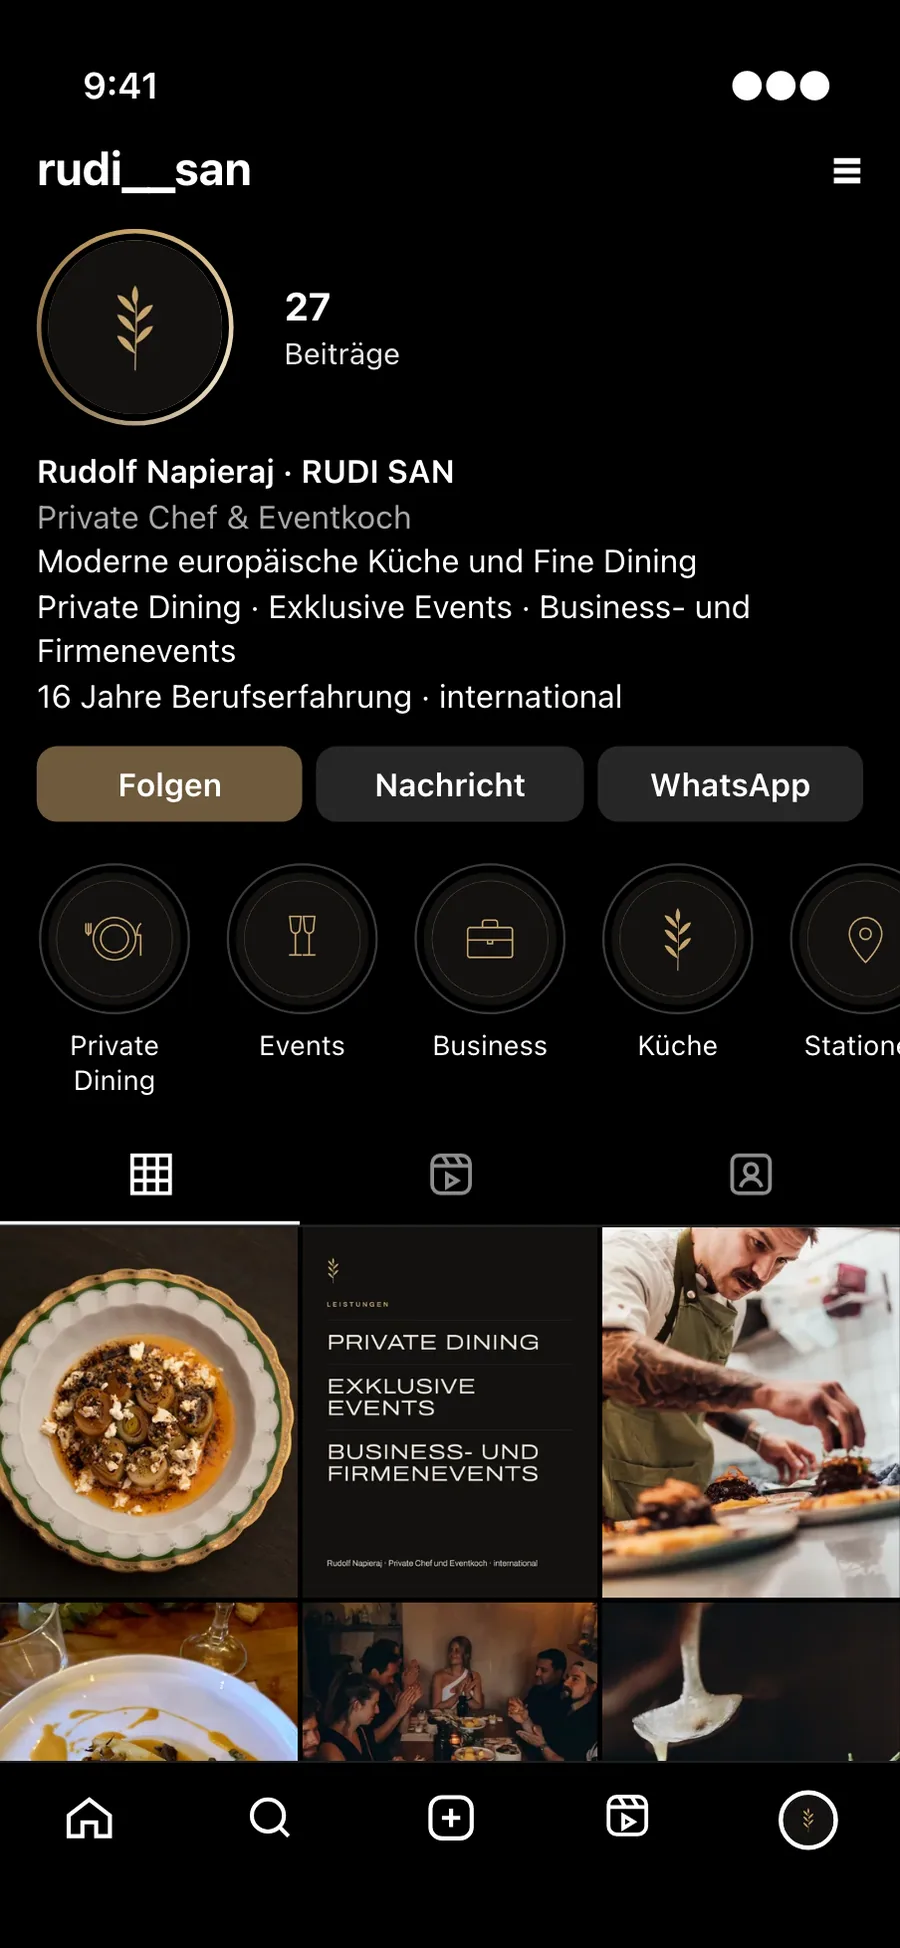 9:41
rudi__san
27
Beiträge
Rudolf Napieraj · RUDI SAN
Private Chef & Eventkoch
Moderne europäische Küche und Fine Dining
Private Dining · Exklusive Events · Business- und
Firmenevents
16 Jahre Berufserfahrung · international
Folgen
Nachricht
WhatsApp
Private
Dining
Events
Business
Küche
Statione
LEISTUNGEN
PRIVATE DINING
EXKLUSIVE
EVENTS
BUSINESS- UND
FIRMENEVENTS
Rudolf Napieraj · Private Chef und Eventkoch · international